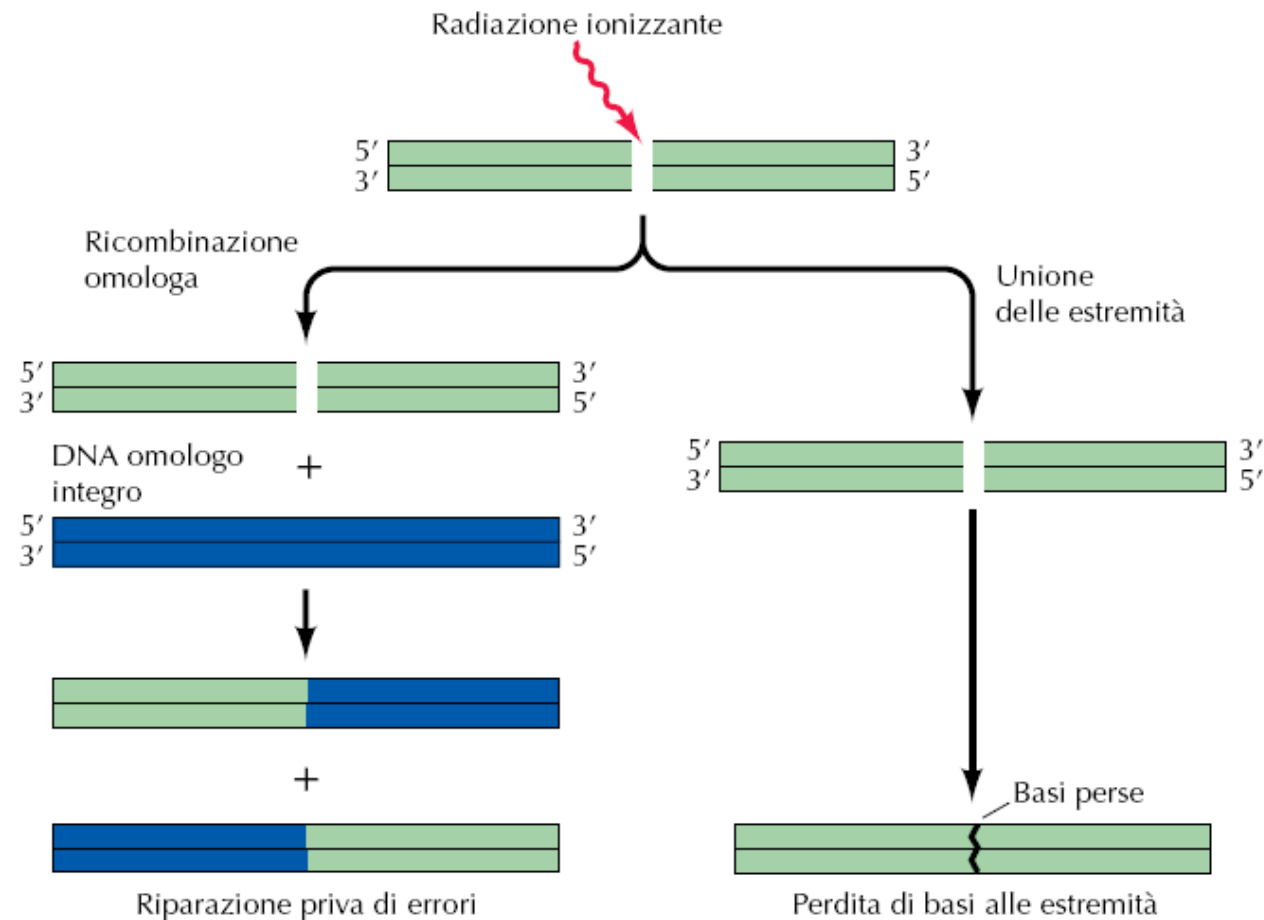 Radiazione ionizzante
5′ 3′
3′ 5′
Ricombinazione
omologa
Unione
delle estremità
5′ 3′
3′ 5′
DNA omologo +
integro
5′ 3′
3′ 5′
5′ 3′
3′ 5′
+
Basi perse
Riparazione priva di errori
Perdita di basi alle estremità